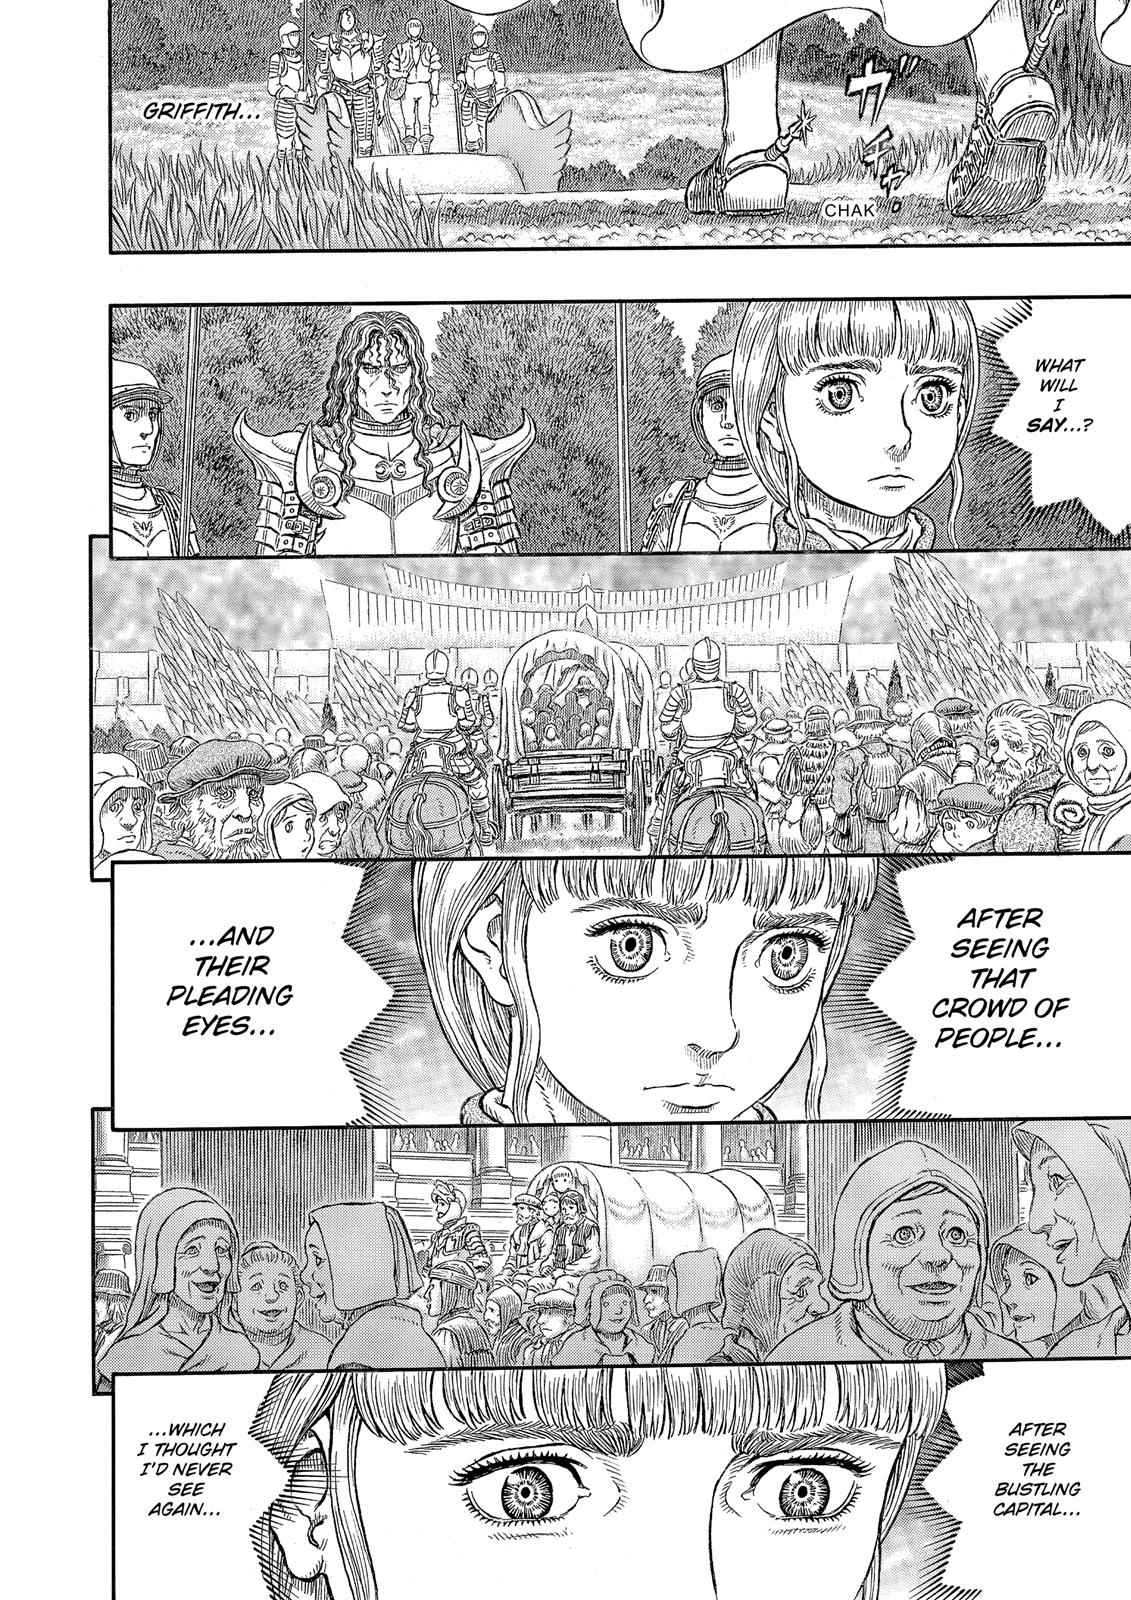 GRIFFITH...
ガ
チャ
CHAK
WHAT
WILL
I
SAY...?
AFTER
SEEING
THAT
CROWD OF
PEOPLE...
...AND
THEIR
PLEADING
EYES...
AFTER
SEEING
THE
BUSTLING
CAPITAL...
...WHICH
I THOUGHT
I'D NEVER
SEE
AGAIN...